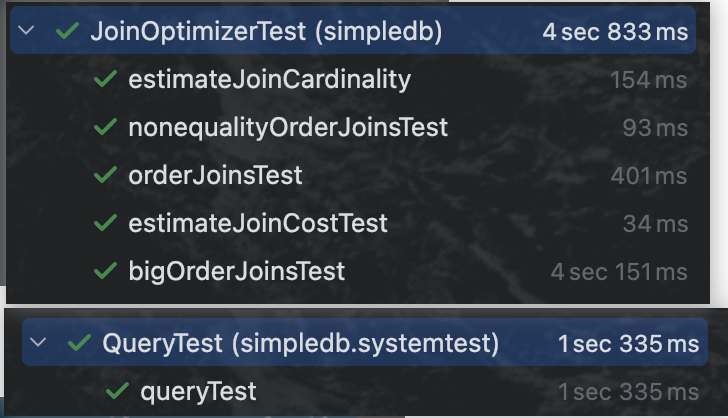 JoinOptimizerTest (simpledb) 4 sec 833 ms
estimateJoinCardinality 154 ms
nonequalityOrderJoinsTest 93 ms
orderJoinsTest 401 ms
estimateJoinCostTest 34 ms
bigOrderJoinsTest 4 sec 151 ms
QueryTest (simpledb.systemtest) 1 sec 335 ms
queryTest 1 sec 335 ms